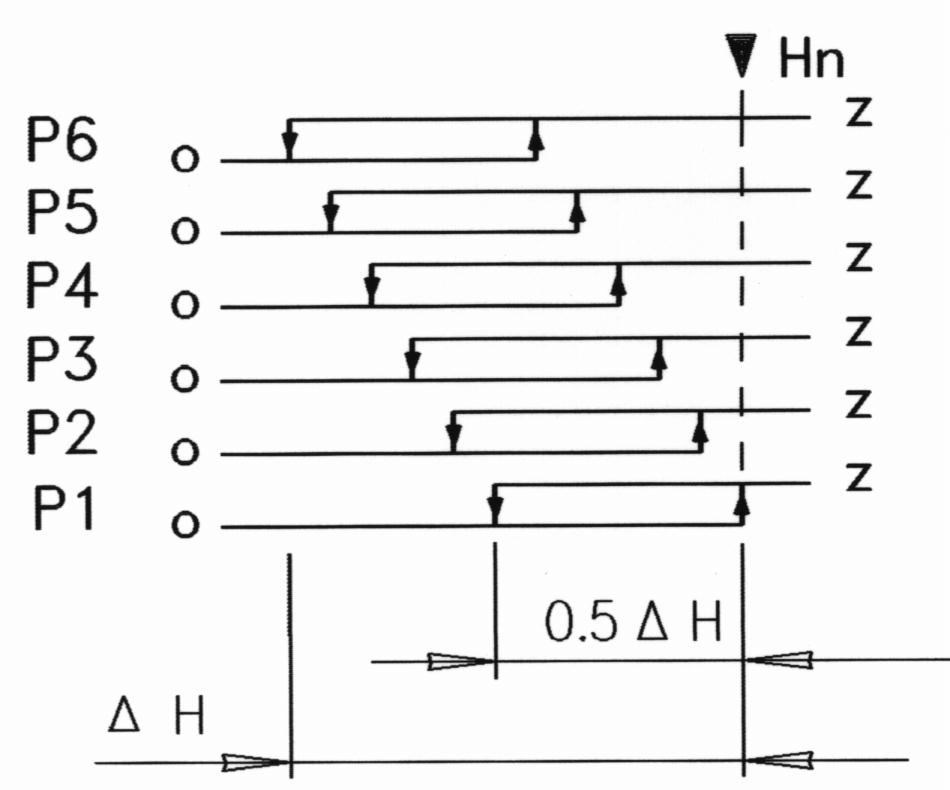 Hn
P6 o z
P5 o z
P4 o z
P3 o z
P2 o z
P1 o z
0.5 Δ H
Δ H